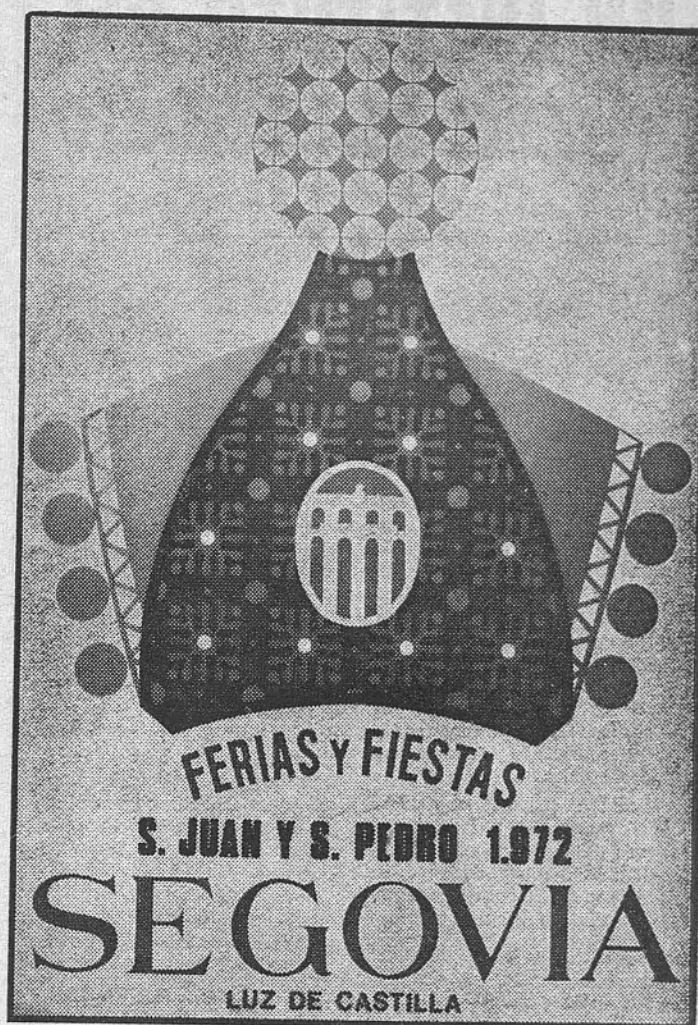 FERIAS Y FIESTAS
S. JUAN Y S. PEDRO 1.972
SEGOVIA
LUZ DE CASTILLA